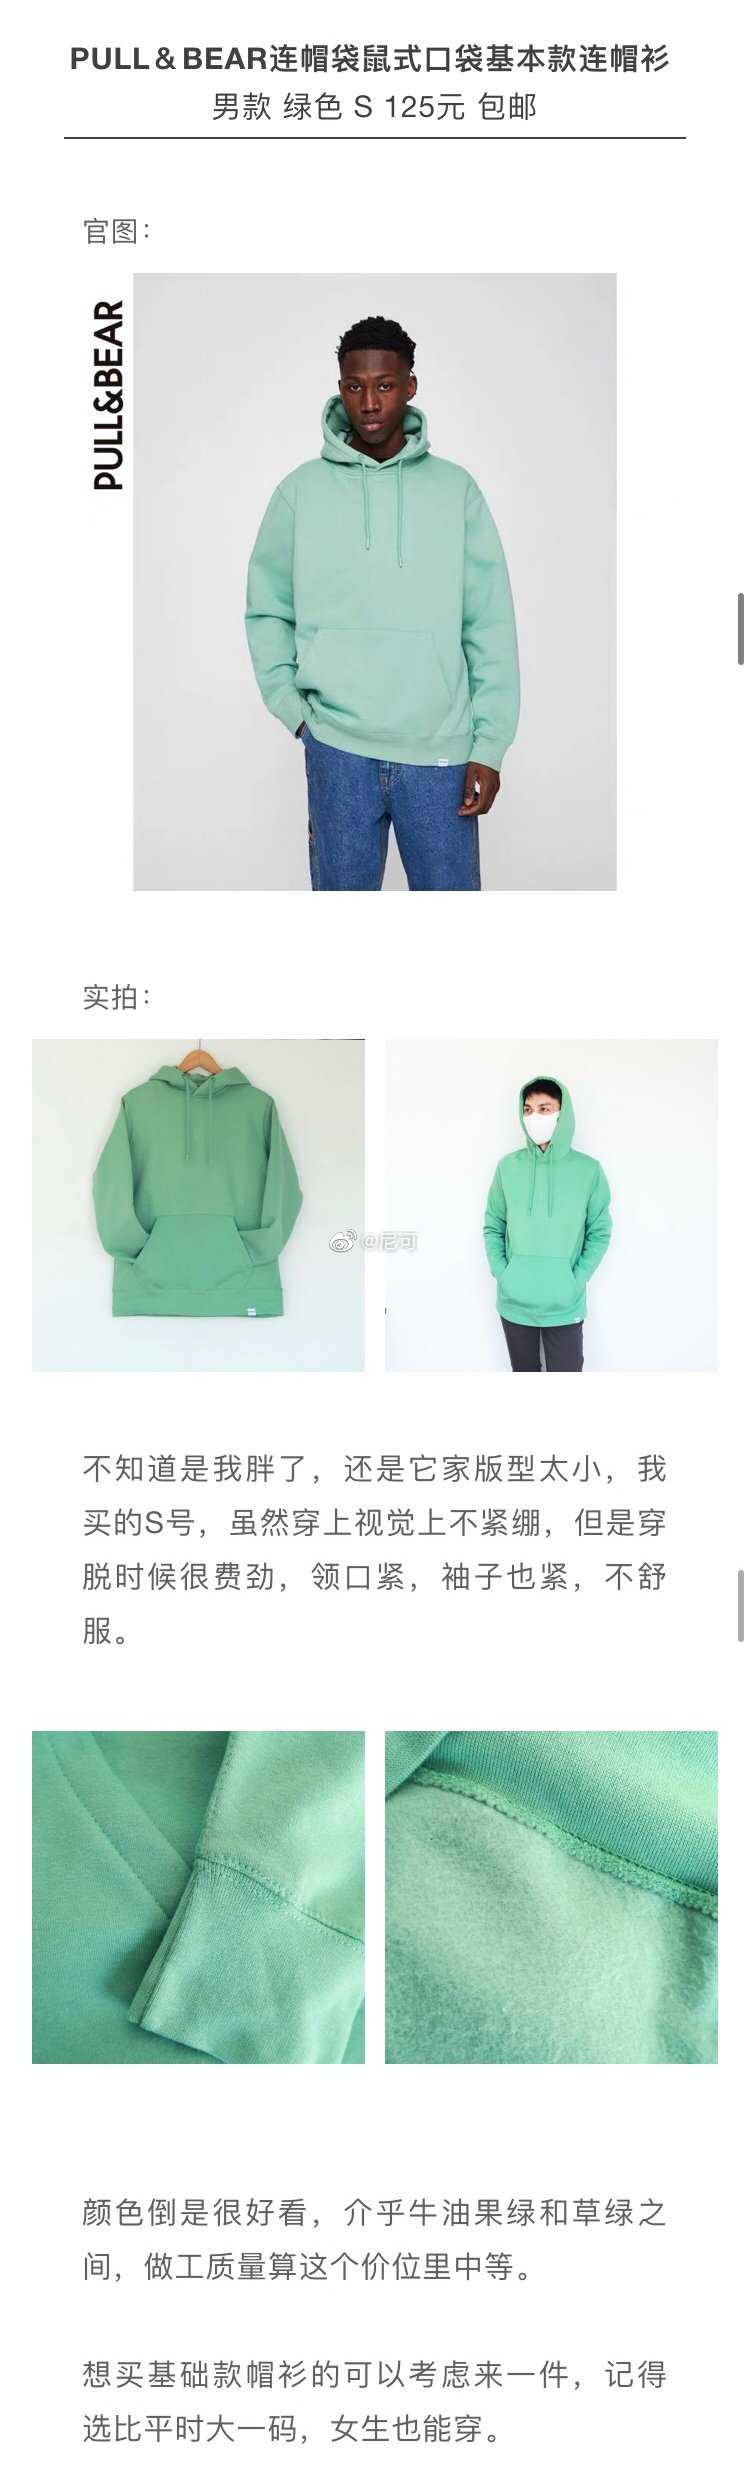 PULL＆BEAR连帽袋鼠式口袋基本款连帽衫
男款 绿色 S 125元 包邮
官图：
PULL&BEAR
实拍：
@尼可
不知道是我胖了，还是它家版型太小，我
买的S号，虽然穿上视觉上不紧绷，但是穿
脱时候很费劲，领口紧，袖子也紧，不舒
服。
颜色倒是很好看，介乎牛油果绿和草绿之
间，做工质量算这个价位里中等。
想买基础款帽衫的可以考虑来一件，记得
选比平时大一码，女生也能穿。